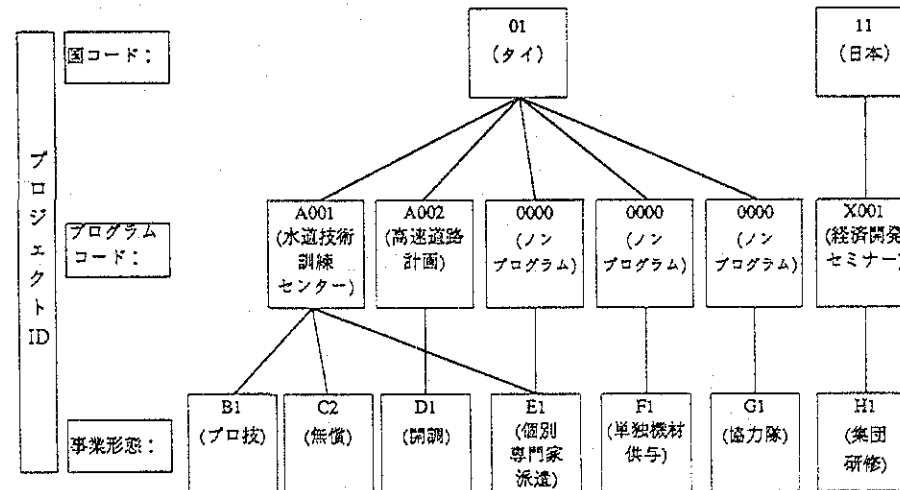 プロジェクトID
国コード：
01
(タイ)
11
(日本)
プログラム
コード：
A001
(水道技術
訓練
センター)
A002
(高速道路
計画)
0000
(ノン
プログラム)
0000
(ノン
プログラム)
0000
(ノン
プログラム)
X001
(経済開発
セミナー)
事業形態：
B1
(プロ技)
C2
(無償)
D1
(開調)
E1
(個別
専門家
派遣)
F1
(単独機材
供与)
G1
(協力隊)
H1
(集団
研修)